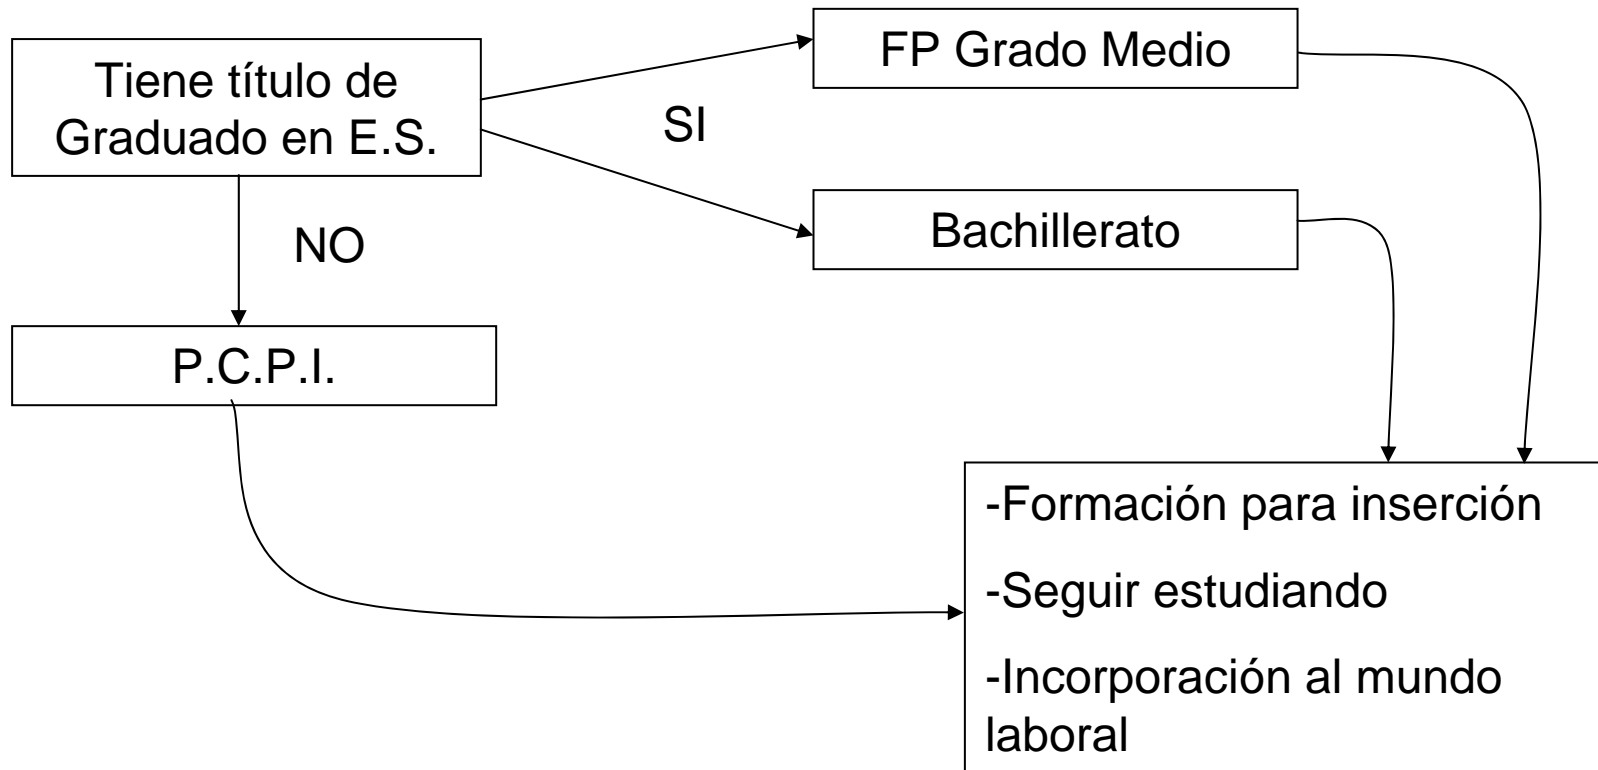 Tiene título de
Graduado en E.S.
FP Grado Medio
SI
Bachillerato
NO
P.C.P.I.
-Formación para inserción
-Seguir estudiando
-Incorporación al mundo
laboral